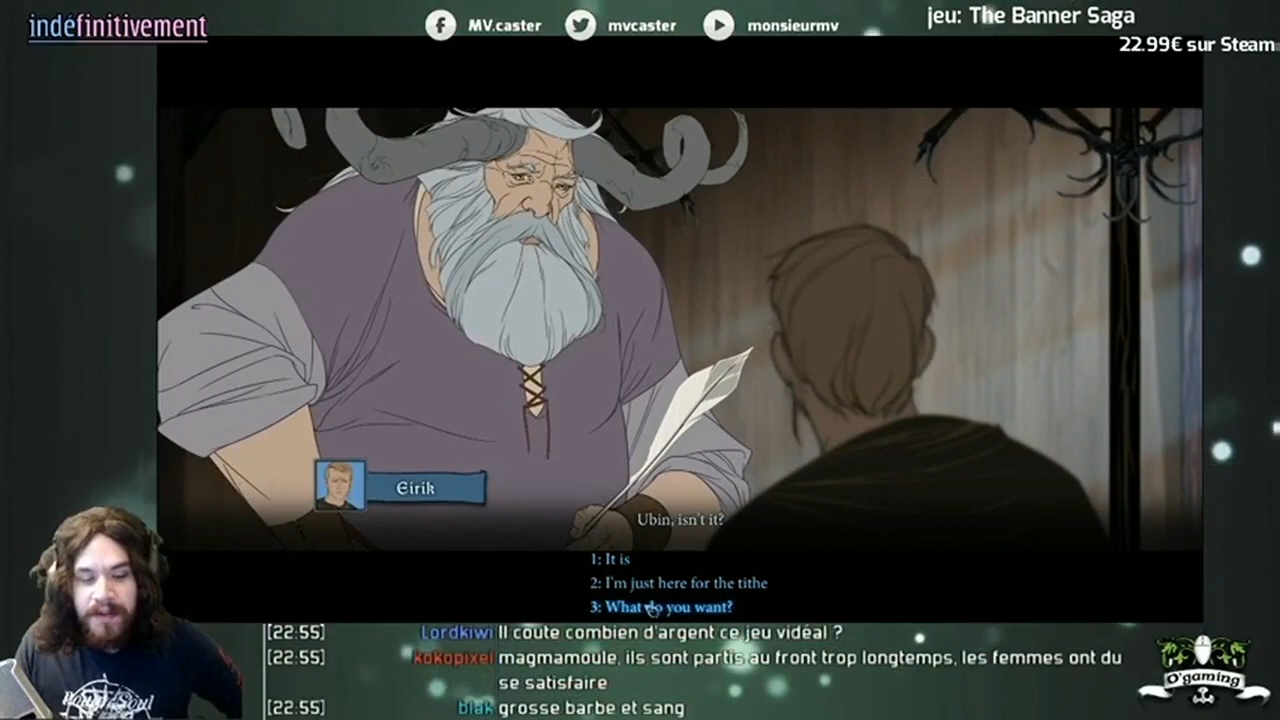 indéfinitivement
MV.caster
mvcaster
monsieurmv
jeu: The Banner Saga
22.99€ sur Steam
Eirik
Ubin, isn't it?
1: It is
2: I'm just here for the tithe
3: What do you want?
[22:55] Lordkiwi Il coute combien d'argent ce jeu vidéal ?
[22:55] kokopixel magmamoule, ils sont partis au front trop longtemps, les femmes ont du
se satisfaire
[22:55] blak grosse barbe et sang
O'gaming